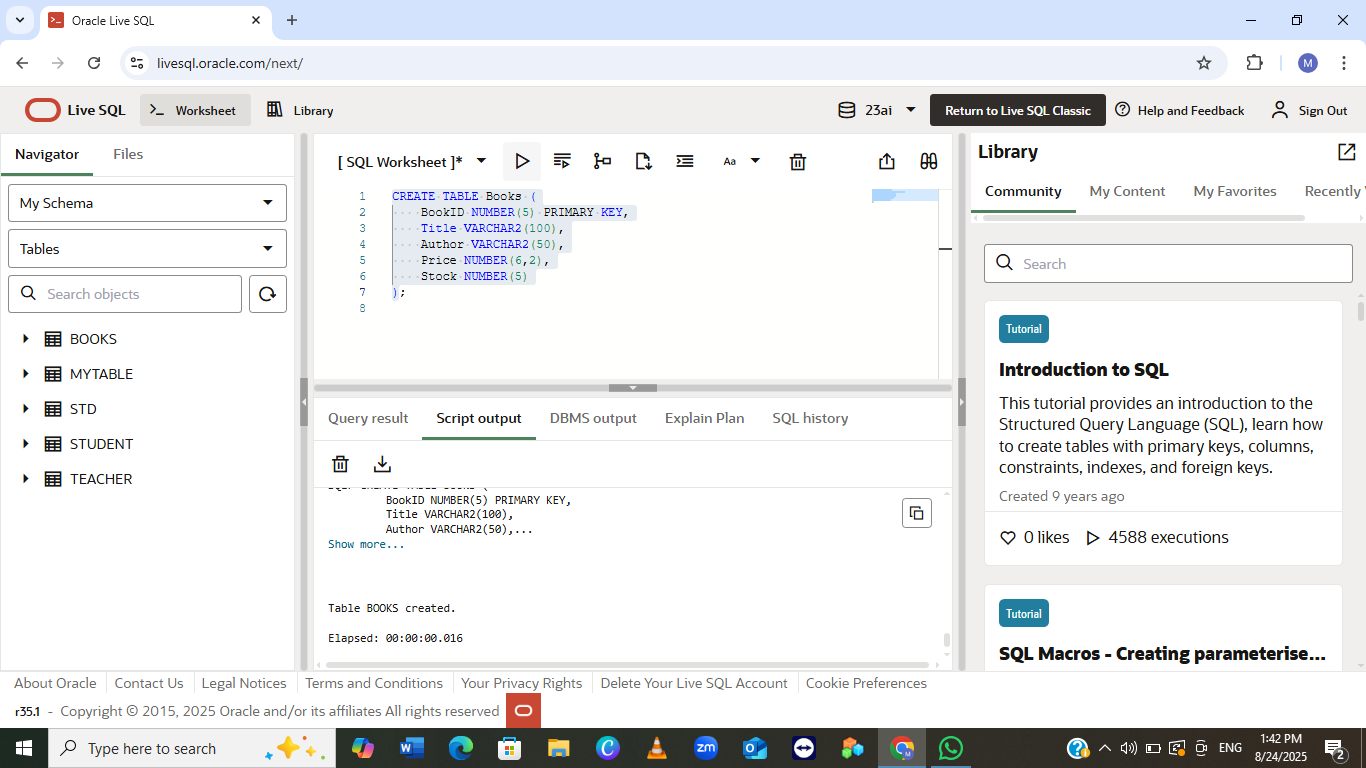 Oracle Live SQL
livesql.oracle.com/next/
M
Live SQL
Worksheet
Library
23ai
Return to Live SQL Classic
Help and Feedback
Sign Out
Navigator
Files
My Schema
Tables
Search objects
BOOKS
MYTABLE
STD
STUDENT
TEACHER
[ SQL Worksheet ]*
Aa
1 CREATE TABLE Books (
2 BookID NUMBER(5) PRIMARY KEY,
3 Title VARCHAR2(100),
4 Author VARCHAR2(50),
5 Price NUMBER(6,2),
6 Stock NUMBER(5)
7 );
8
Query result
Script output
DBMS output
Explain Plan
SQL history
SQL> CREATE TABLE Books (
BookID NUMBER(5) PRIMARY KEY,
Title VARCHAR2(100),
Author VARCHAR2(50),...
Show more...
Table BOOKS created.
Elapsed: 00:00:00.016
Library
Community
My Content
My Favorites
Recently
Search
Tutorial
Introduction to SQL
This tutorial provides an introduction to the
Structured Query Language (SQL), learn how
to create tables with primary keys, columns,
constraints, indexes, and foreign keys.
Created 9 years ago
0 likes
4588 executions
Tutorial
SQL Macros - Creating parameterise...
About Oracle
Contact Us
Legal Notices
Terms and Conditions
Your Privacy Rights
Delete Your Live SQL Account
Cookie Preferences
r35.1 - Copyright © 2015, 2025 Oracle and/or its affiliates All rights reserved
Type here to search
zm
ENG
1:42 PM
8/24/2025
2